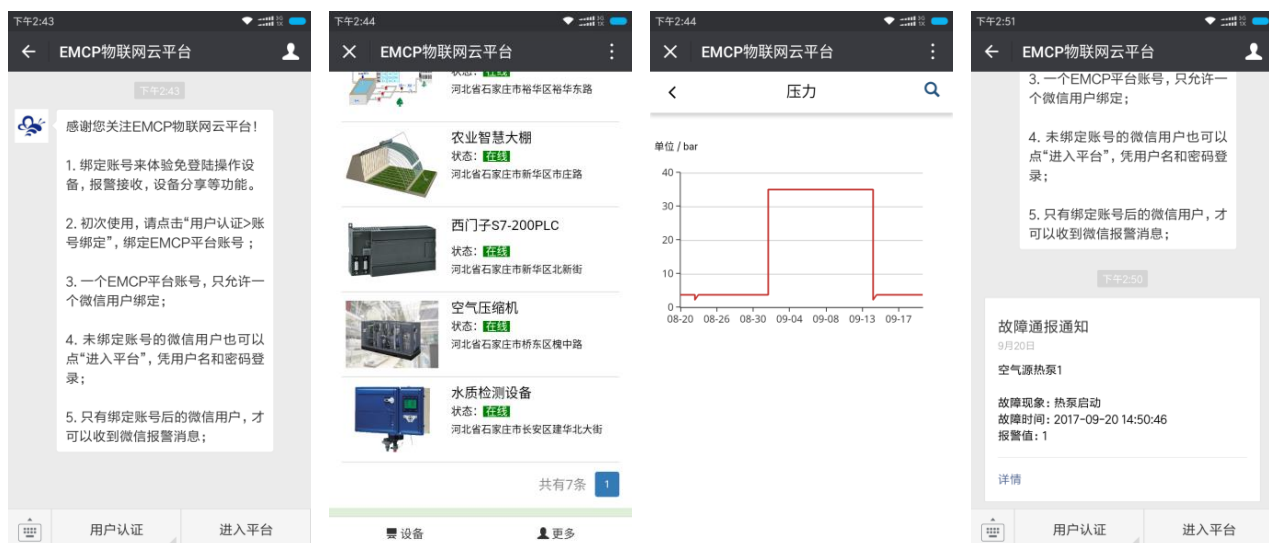 下午2:43
3G
1X
EMCP物联网云平台
下午2:43
感谢您关注EMCP物联网云平台!
1. 绑定账号来体验免登陆操作设
备，报警接收，设备分享等功能。
2. 初次使用，请点击“用户认证>账
号绑定”，绑定EMCP平台账号；
3. 一个EMCP平台账号，只允许一
个微信用户绑定；
4. 未绑定账号的微信用户也可以
点“进入平台”，凭用户名和密码登
录；
5. 只有绑定账号后的微信用户，才
可以收到微信报警消息；
用户认证
进入平台
下午2:44
3G
1X
EMCP物联网云平台
状态：在线
河北省石家庄市裕华区裕华东路
农业智慧大棚
状态：在线
河北省石家庄市新华区市庄路
西门子S7-200PLC
状态：在线
河北省石家庄市新华区北新街
空气压缩机
状态：在线
河北省石家庄市桥东区槐中路
水质检测设备
状态：在线
河北省石家庄市长安区建华北大街
共有7条 1
设备
更多
下午2:44
3G
1X
EMCP物联网云平台
压力
单位 / bar
40
30
20
10
0
08-20 08-26 08-30 09-04 09-08 09-13 09-17
下午2:51
3G
1X
EMCP物联网云平台
3. 一个EMCP平台账号，只允许一
个微信用户绑定；
4. 未绑定账号的微信用户也可以
点“进入平台”，凭用户名和密码登
录；
5. 只有绑定账号后的微信用户，才
可以收到微信报警消息；
下午2:50
故障通报通知
9月20日
空气源热泵1
故障现象：热泵启动
故障时间：2017-09-20 14:50:46
报警值：1
详情
用户认证
进入平台